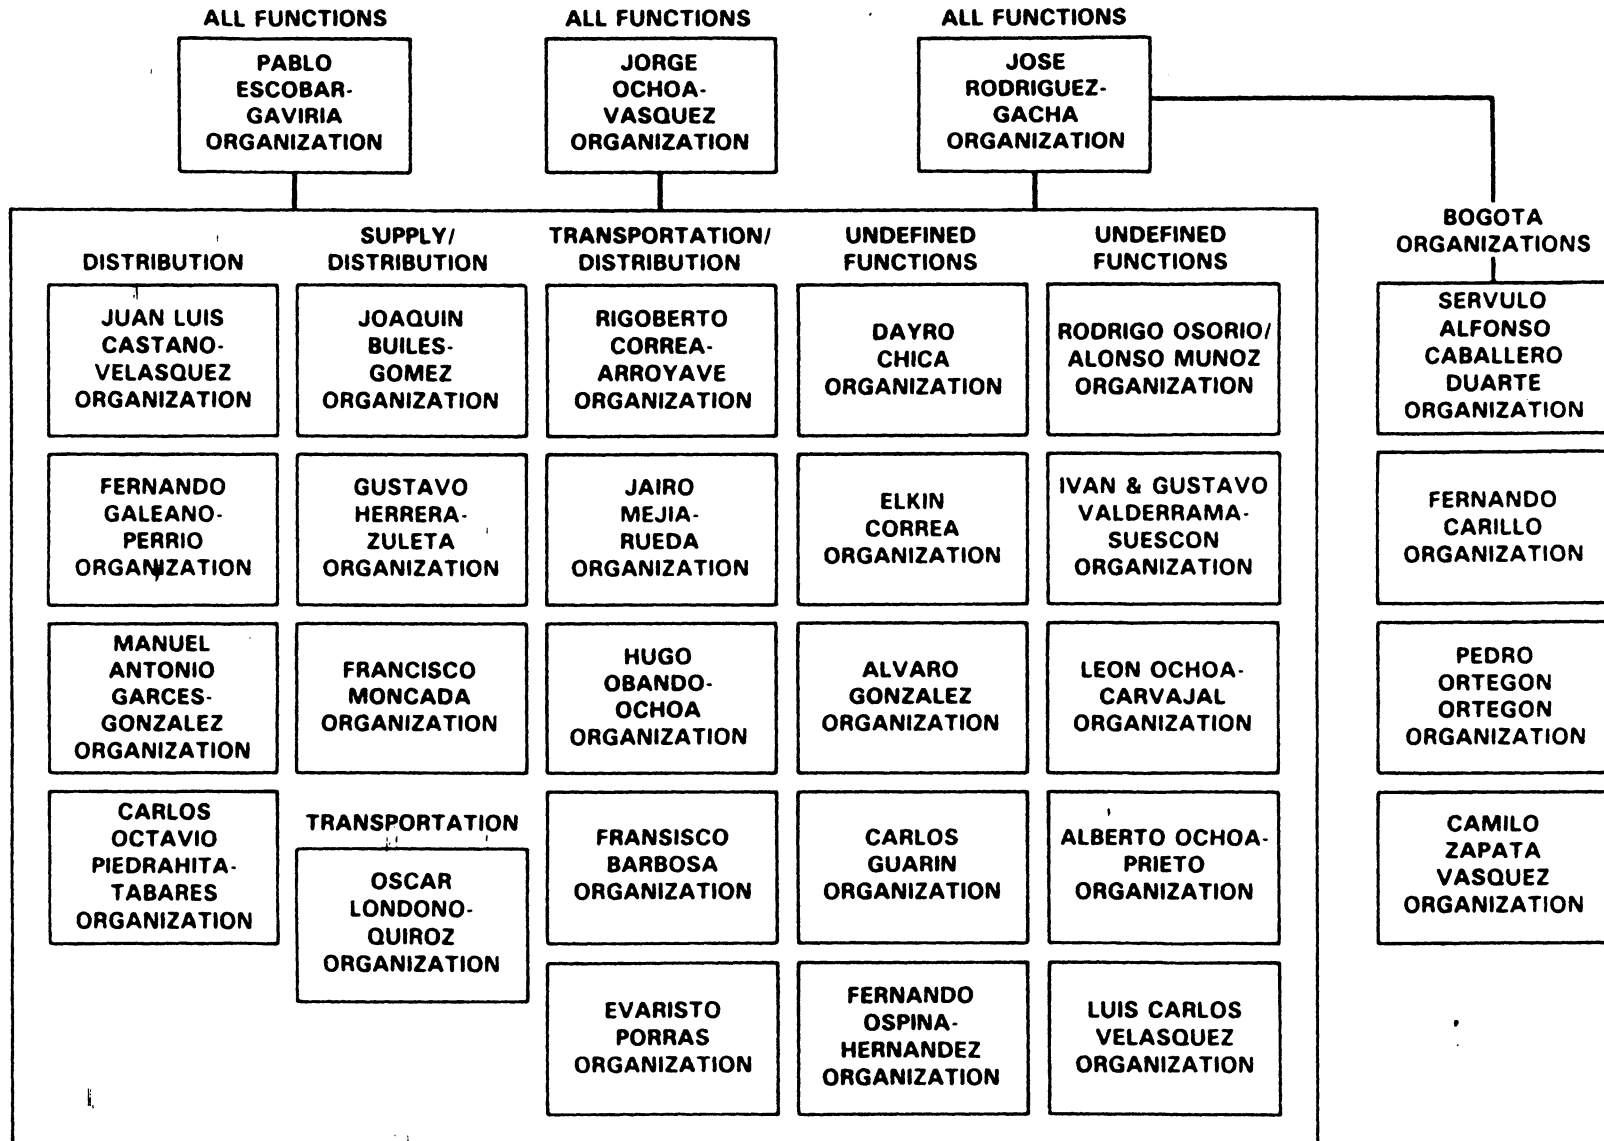 ALL FUNCTIONS
PABLO
ESCOBAR-
GAVIRIA
ORGANIZATION
ALL FUNCTIONS
JORGE
OCHOA-
VASQUEZ
ORGANIZATION
ALL FUNCTIONS
JOSE
RODRIGUEZ-
GACHA
ORGANIZATION
DISTRIBUTION
JUAN LUIS
CASTANO-
VELASQUEZ
ORGANIZATION
FERNANDO
GALEANO-
PERRIO
ORGANIZATION
MANUEL
ANTONIO
GARCES-
GONZALEZ
ORGANIZATION
CARLOS
OCTAVIO
PIEDRAHITA-
TABARES
ORGANIZATION
SUPPLY/
DISTRIBUTION
JOAQUIN
BUILES-
GOMEZ
ORGANIZATION
GUSTAVO
HERRERA-
ZULETA
ORGANIZATION
FRANCISCO
MONCADA
ORGANIZATION
TRANSPORTATION
OSCAR
LONDONO-
QUIROZ
ORGANIZATION
TRANSPORTATION/
DISTRIBUTION
RIGOBERTO
CORREA-
ARROYAVE
ORGANIZATION
JAIRO
MEJIA-
RUEDA
ORGANIZATION
HUGO
OBANDO-
OCHOA
ORGANIZATION
FRANSISCO
BARBOSA
ORGANIZATION
EVARISTO
PORRAS
ORGANIZATION
UNDEFINED
FUNCTIONS
DAYRO
CHICA
ORGANIZATION
ELKIN
CORREA
ORGANIZATION
ALVARO
GONZALEZ
ORGANIZATION
CARLOS
GUARIN
ORGANIZATION
FERNANDO
OSPINA-
HERNANDEZ
ORGANIZATION
UNDEFINED
FUNCTIONS
RODRIGO OSORIO/
ALONSO MUNOZ
ORGANIZATION
IVAN & GUSTAVO
VALDERRAMA-
SUESCON
ORGANIZATION
LEON OCHOA-
CARVAJAL
ORGANIZATION
ALBERTO OCHOA-
PRIETO
ORGANIZATION
LUIS CARLOS
VELASQUEZ
ORGANIZATION
BOGOTA
ORGANIZATIONS
SERVULO
ALFONSO
CABALLERO
DUARTE
ORGANIZATION
FERNANDO
CARILLO
ORGANIZATION
PEDRO
ORTEGON
ORTEGON
ORGANIZATION
CAMILO
ZAPATA
VASQUEZ
ORGANIZATION